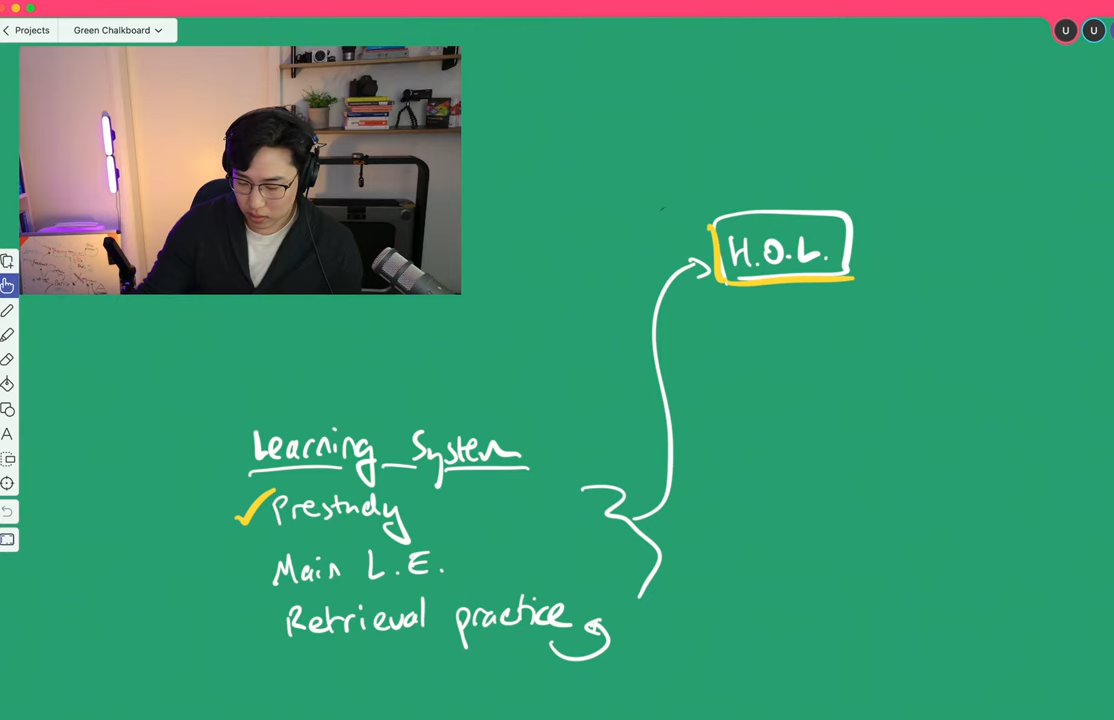 Projects
Green Chalkboard
U U
H.O.L.
Learning System
Prestudy
Main L.E.
Retrieval practice